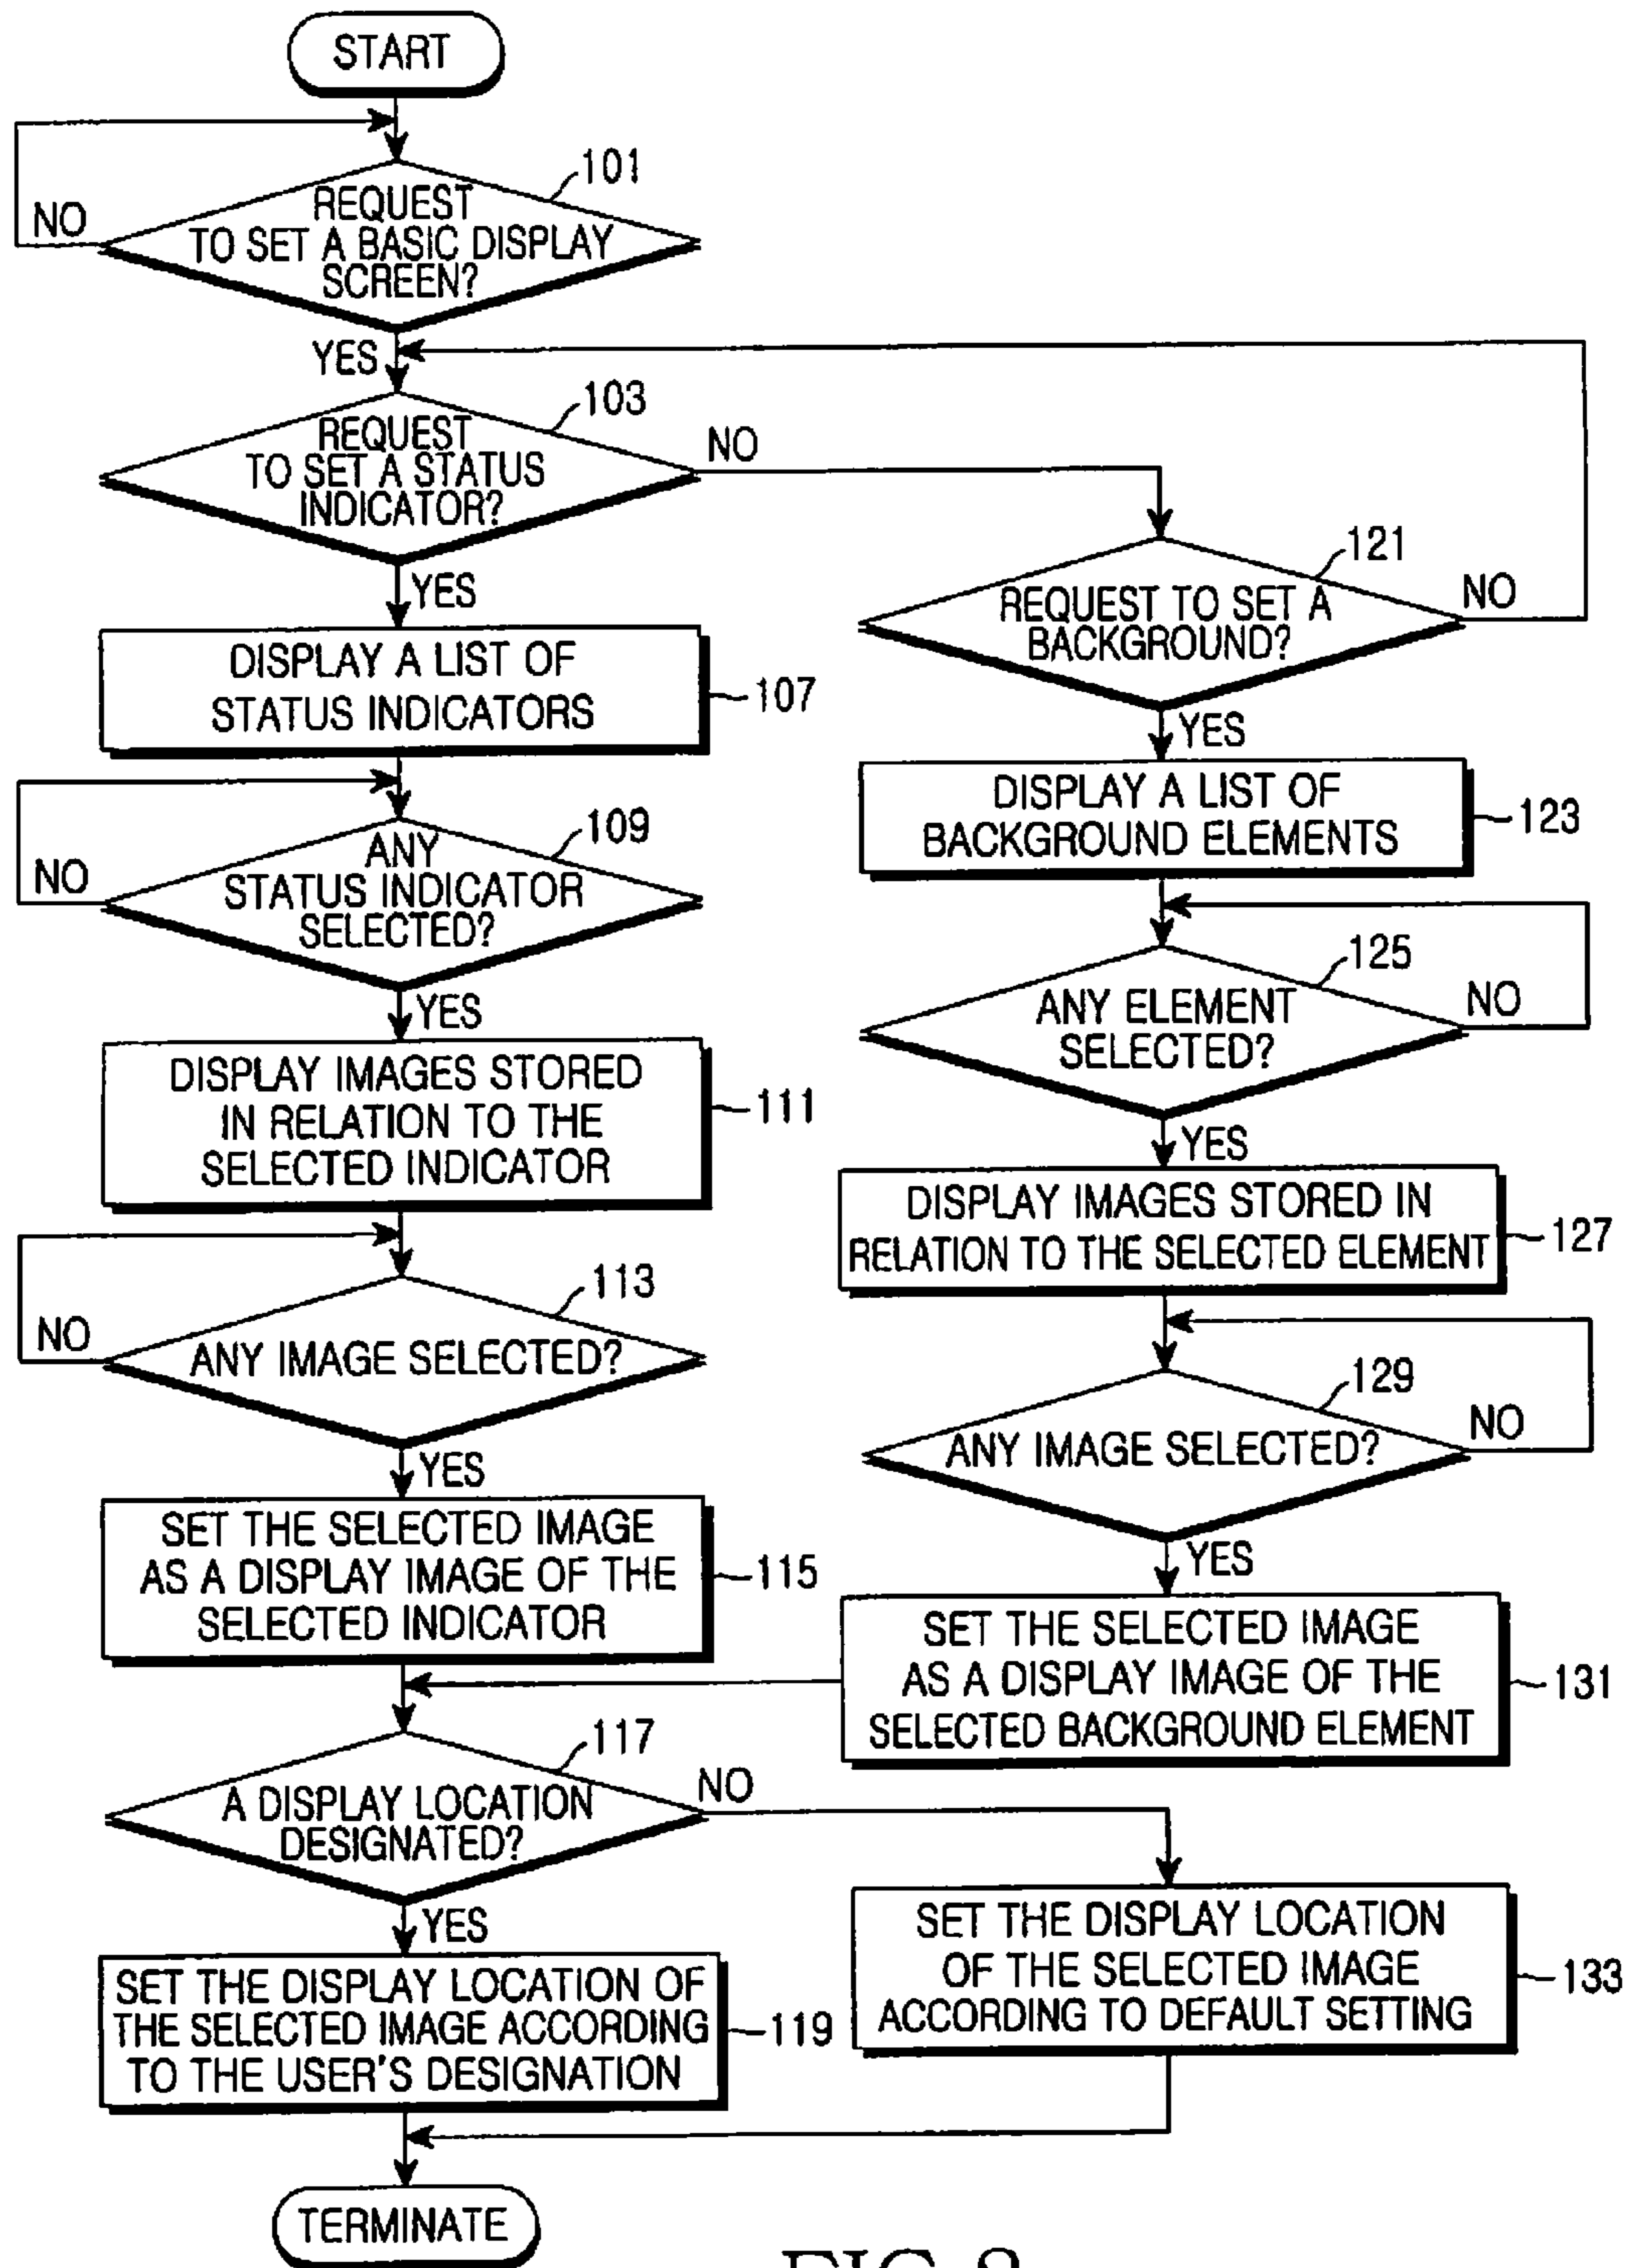 START
101
REQUEST
TO SET A BASIC DISPLAY
SCREEN?
NO
YES
103
REQUEST
TO SET A STATUS
INDICATOR?
NO
YES
121
REQUEST TO SET A
BACKGROUND?
NO
YES
DISPLAY A LIST OF
STATUS INDICATORS
107
DISPLAY A LIST OF
BACKGROUND ELEMENTS
123
109
ANY
STATUS INDICATOR
SELECTED?
NO
YES
125
ANY ELEMENT
SELECTED?
NO
YES
DISPLAY IMAGES STORED
IN RELATION TO THE
SELECTED INDICATOR
111
DISPLAY IMAGES STORED IN
RELATION TO THE SELECTED ELEMENT
127
113
ANY IMAGE SELECTED?
NO
YES
129
ANY IMAGE SELECTED?
NO
YES
SET THE SELECTED IMAGE
AS A DISPLAY IMAGE OF THE
SELECTED INDICATOR
115
SET THE SELECTED IMAGE
AS A DISPLAY IMAGE OF THE
SELECTED BACKGROUND ELEMENT
131
117
A DISPLAY LOCATION
DESIGNATED?
NO
YES
SET THE DISPLAY LOCATION OF
THE SELECTED IMAGE ACCORDING
TO THE USER'S DESIGNATION
119
SET THE DISPLAY LOCATION
OF THE SELECTED IMAGE
ACCORDING TO DEFAULT SETTING
133
TERMINATE